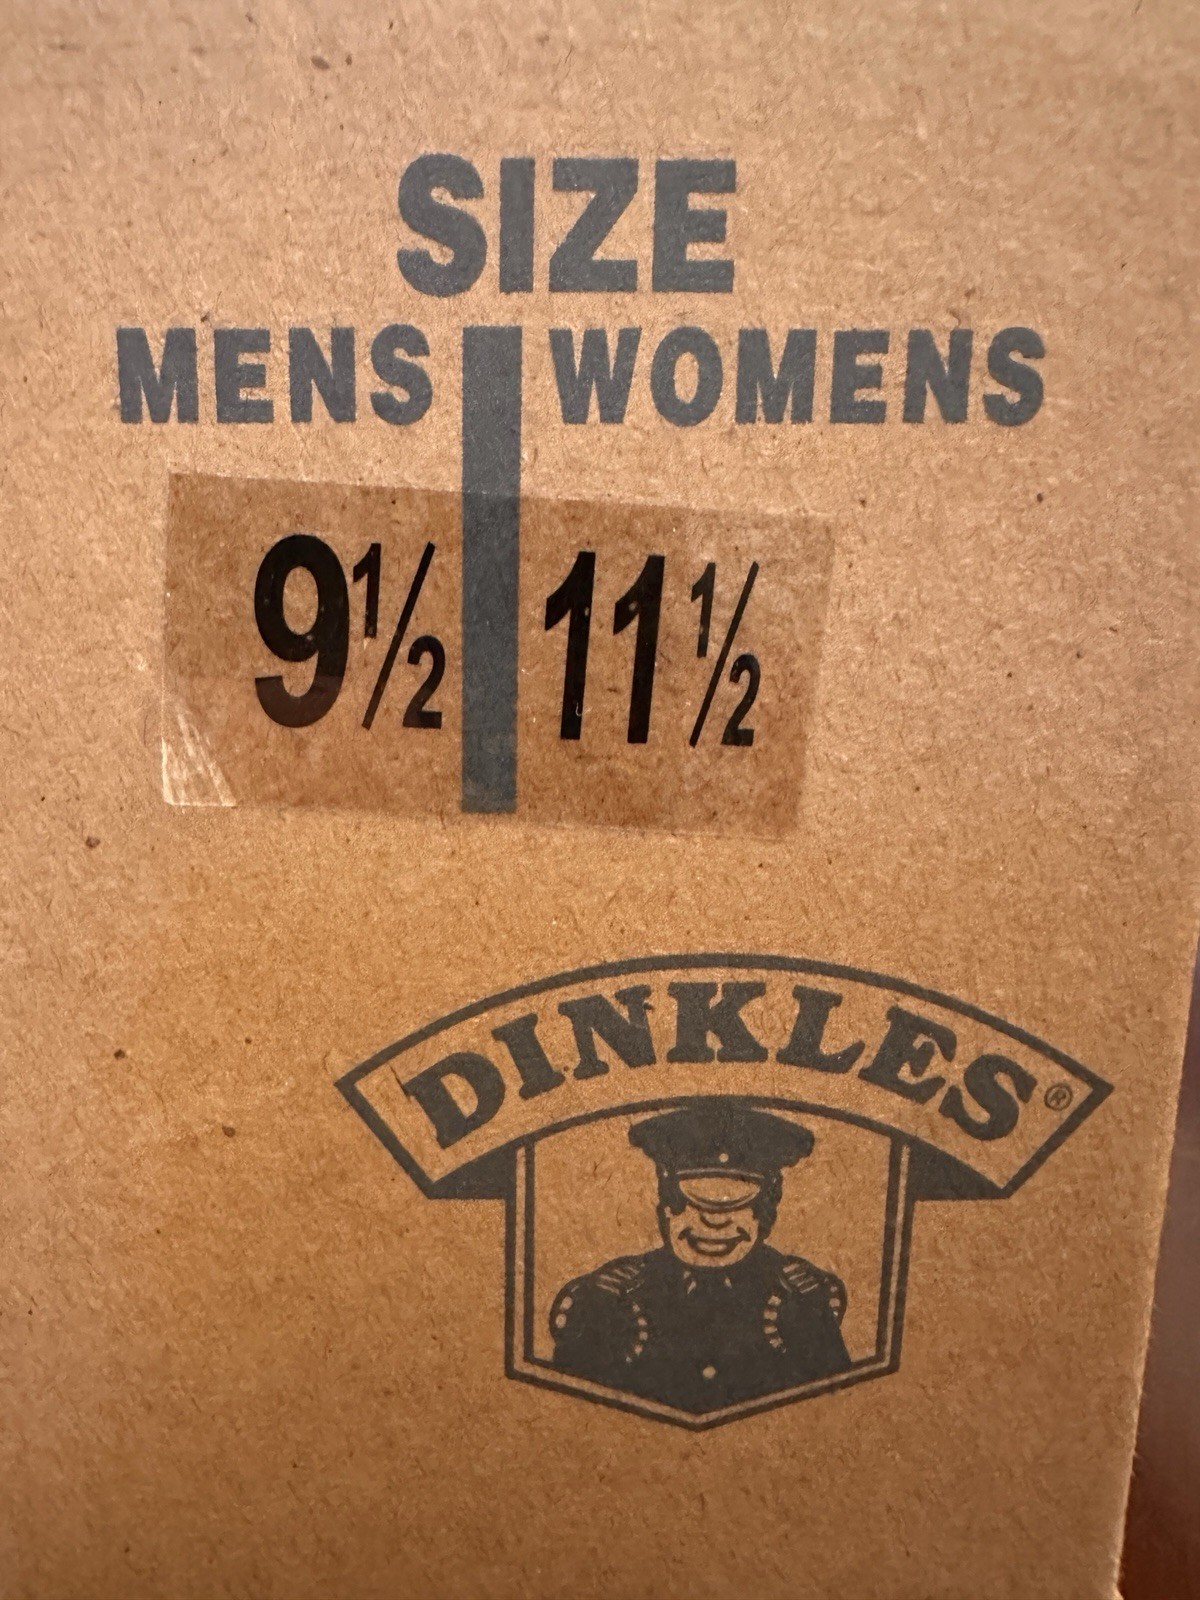 SIZE
MENS WOMENS
9½ 11½
DINKLES®